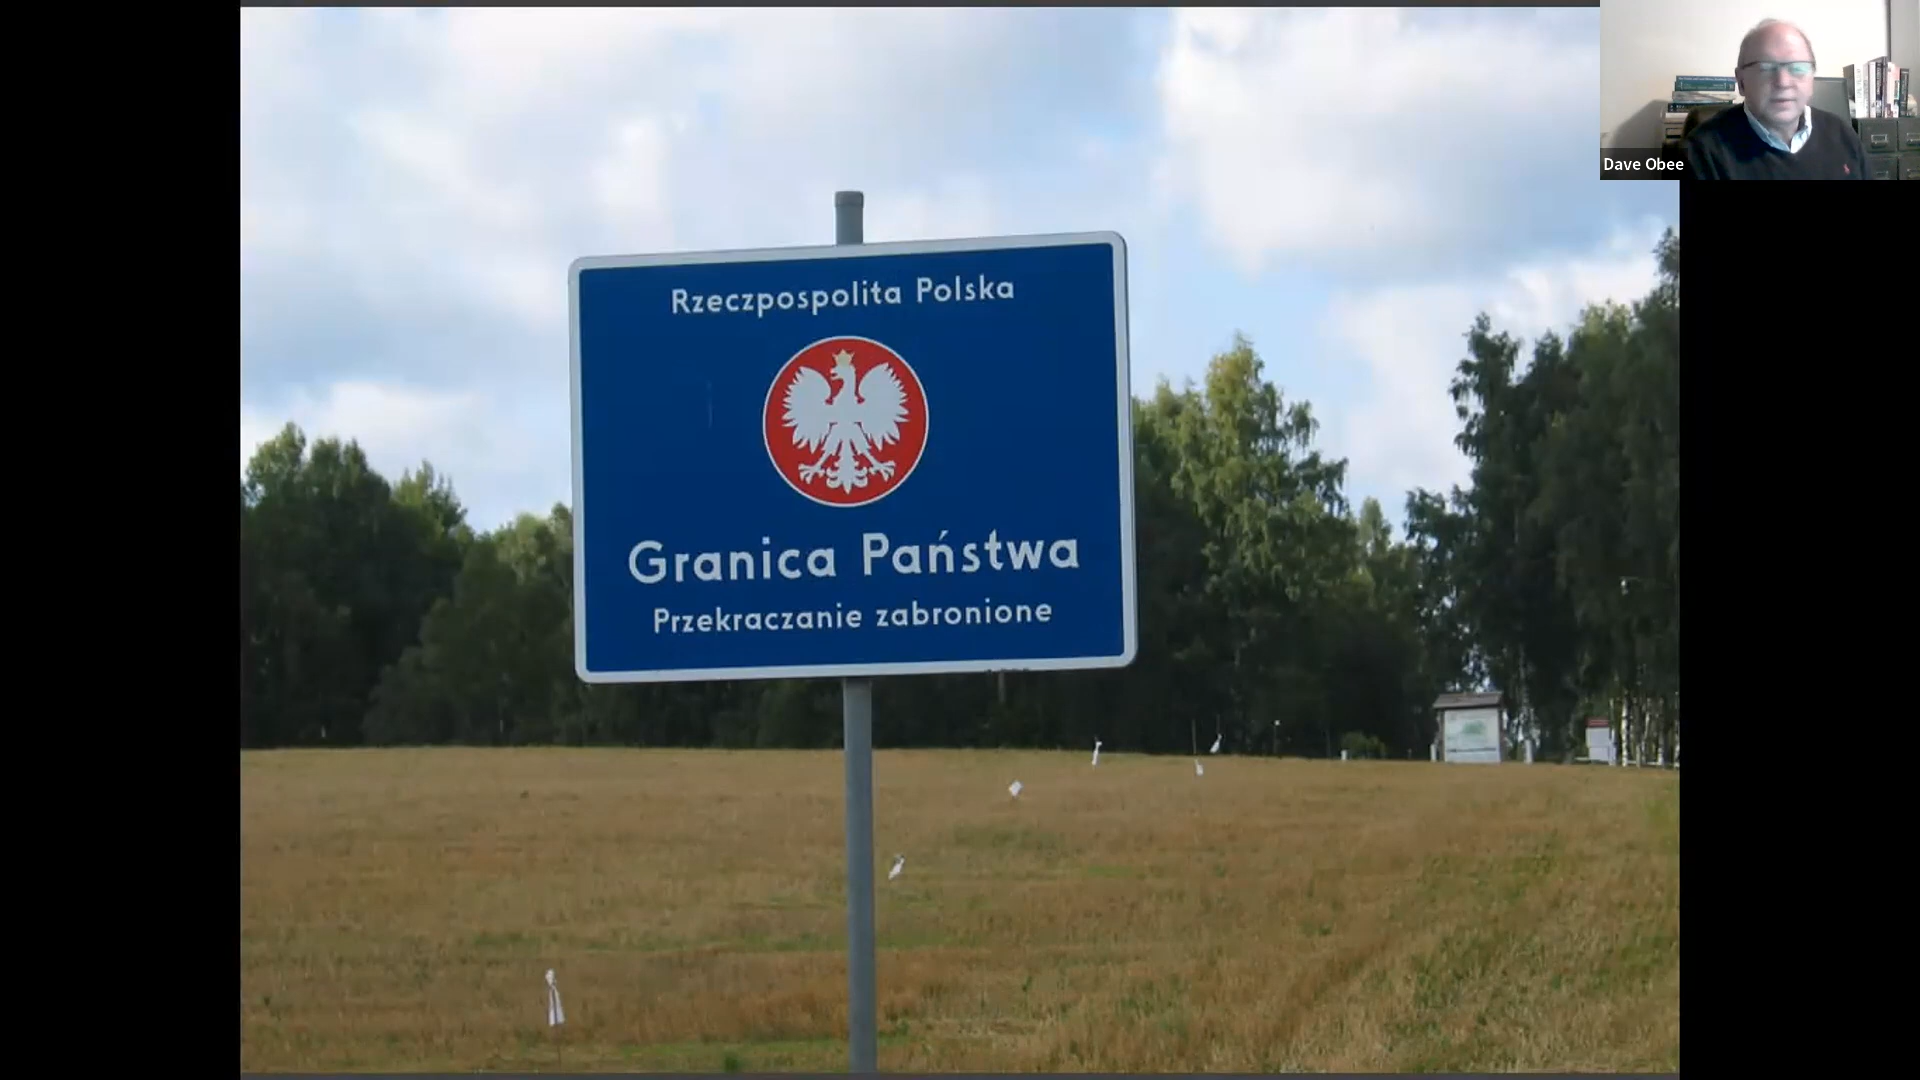 Rzeczpospolita Polska
Granica Państwa
Przekraczanie zabronione
Dave Obee